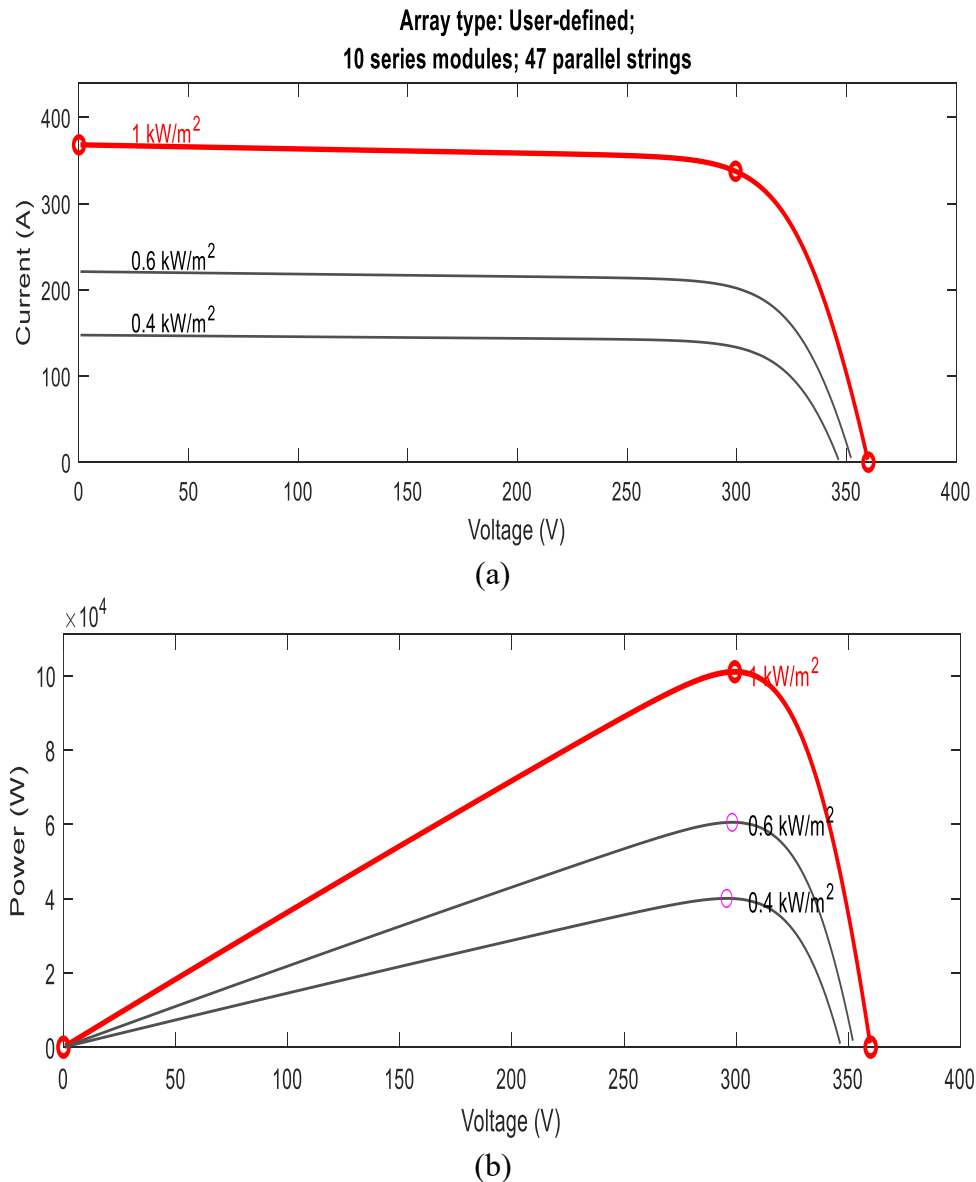 Array type: User-defined;
10 series modules; 47 parallel strings
400
300
200
100
0
Current (A)
1 kW/m²
0.6 kW/m²
0.4 kW/m²
0 50 100 150 200 250 300 350 400
Voltage (V)
(a)
×10⁴
10
8
6
4
2
0
Power (W)
1 kW/m²
0.6 kW/m²
0.4 kW/m²
0 50 100 150 200 250 300 350 400
Voltage (V)
(b)